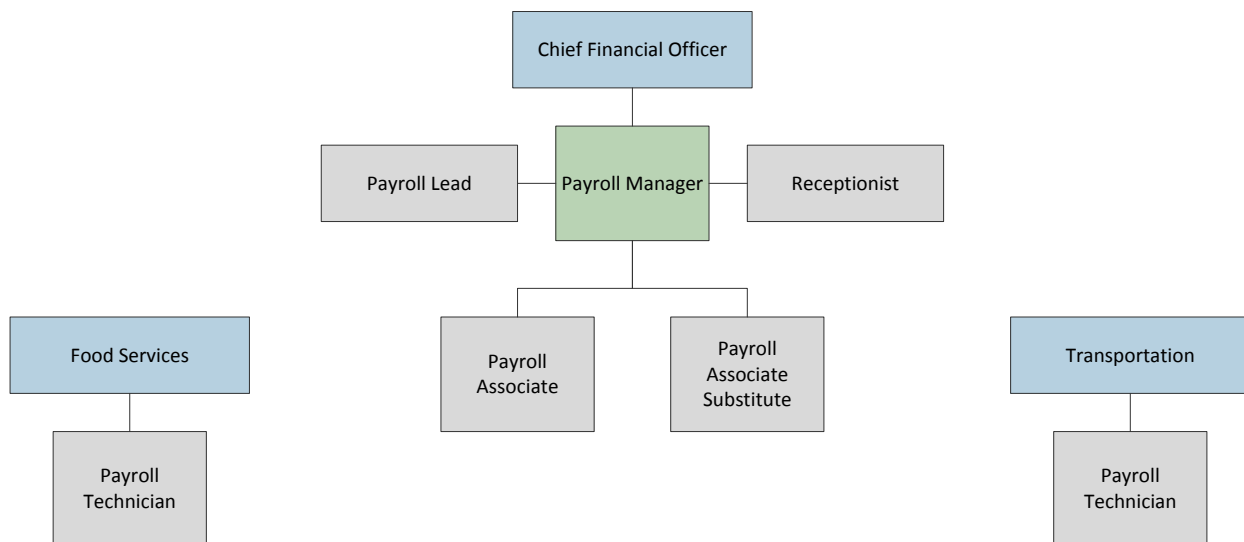 Chief Financial Officer
Payroll Lead
Payroll Manager
Receptionist
Food Services
Payroll
Associate
Payroll
Associate
Substitute
Transportation
Payroll
Technician
Payroll
Technician